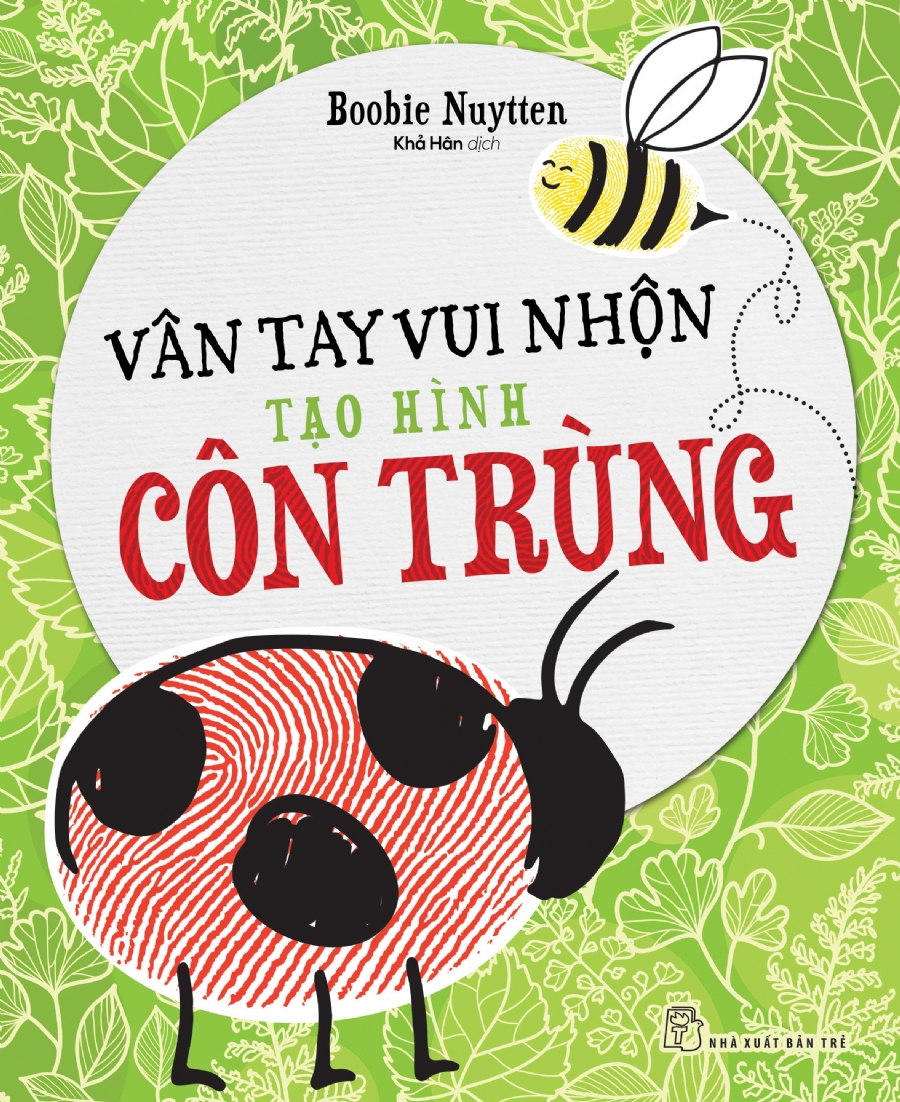 Boobie Nuytten
Khả Hân dịch
VÂN TAY VUI NHỘN
TẠO HÌNH
CÔN TRÙNG
NHÀ XUẤT BẢN TRẺ